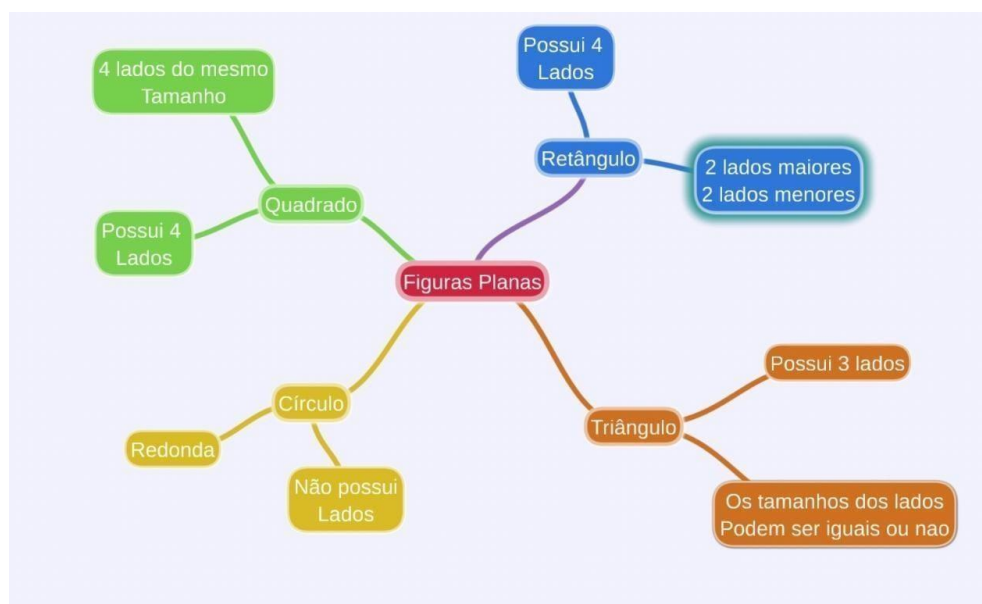 4 lados do mesmo
Tamanho
Possui 4
Lados
Quadrado
Possui 4
Lados
Retângulo
2 lados maiores
2 lados menores
Figuras Planas
Círculo
Redonda
Não possui
Lados
Triângulo
Possui 3 lados
Os tamanhos dos lados
Podem ser iguais ou nao